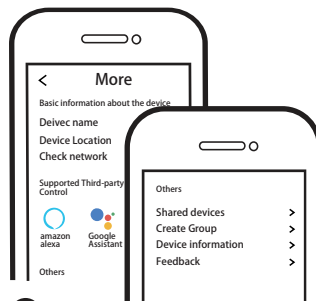 More
Basic information about the device
Deivec name
Device Location
Check network
Supported Third-party
Control
amazon
alexa
Google
Assistant
Others
Others
Shared devices
Create Group
Device information
Feedback